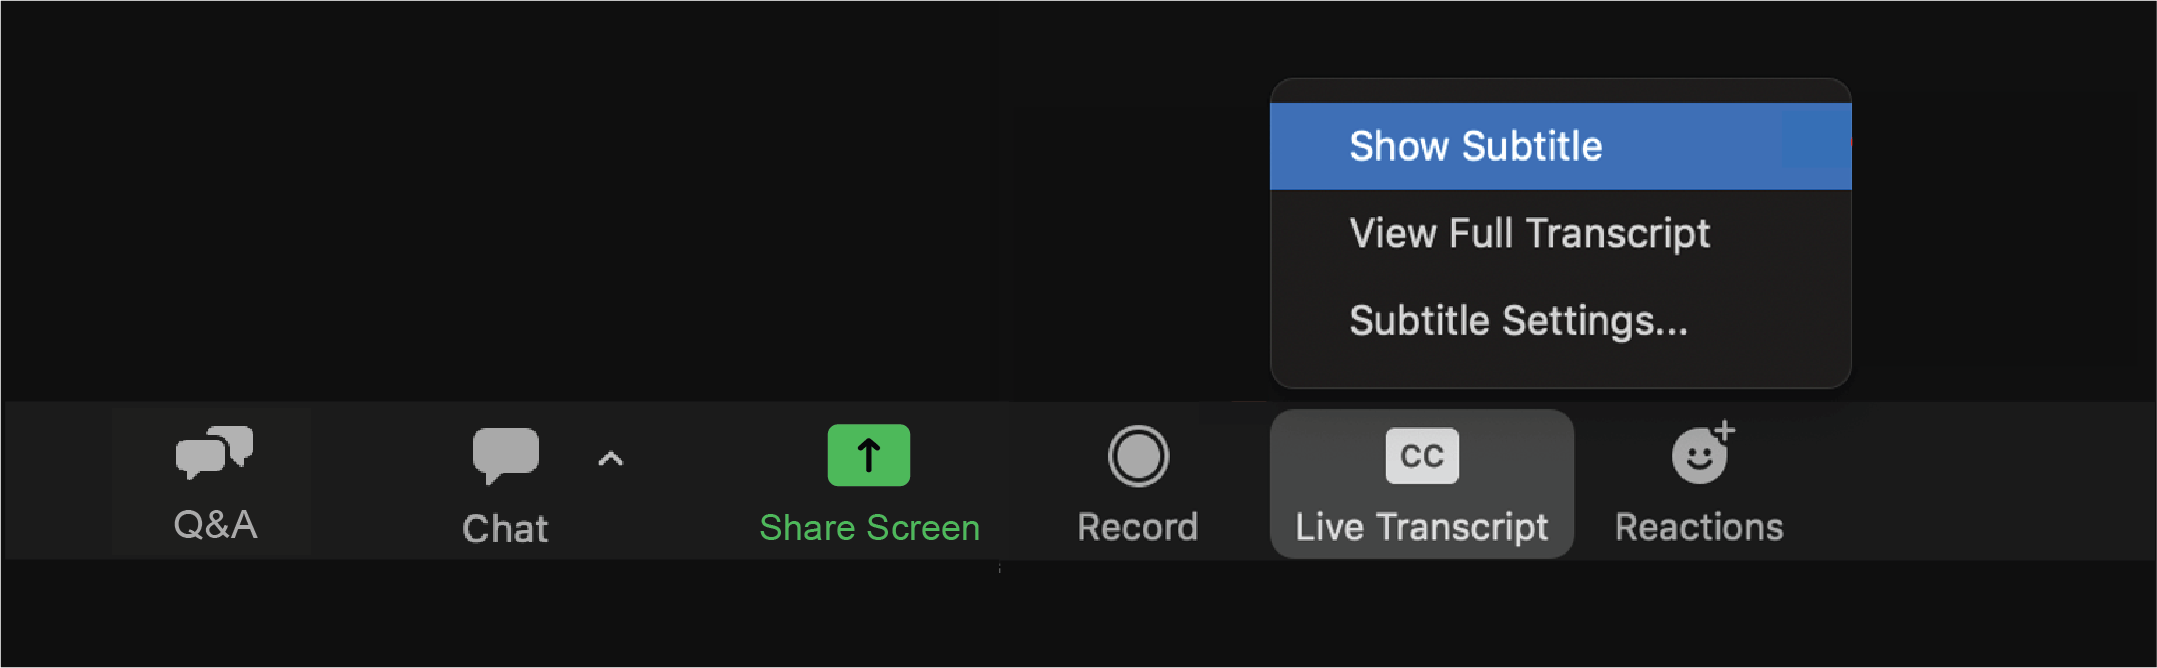 Show Subtitle
View Full Transcript
Subtitle Settings...
Q&A
Chat
Share Screen
Record
CC
Live Transcript
Reactions